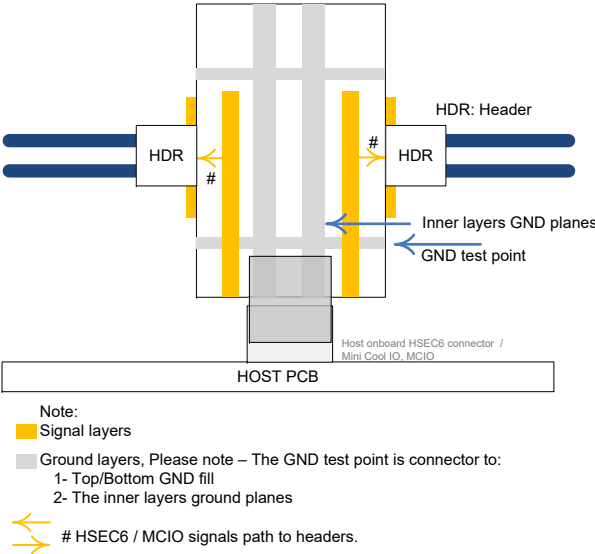 HDR: Header
#
HDR
HDR
#
Inner layers GND planes
GND test point
Host onboard HSEC6 connector /
Mini Cool IO, MCIO
HOST PCB
Note:
Signal layers
Ground layers, Please note – The GND test point is connector to:
1- Top/Bottom GND fill
2- The inner layers ground planes
# HSEC6 / MCIO signals path to headers.